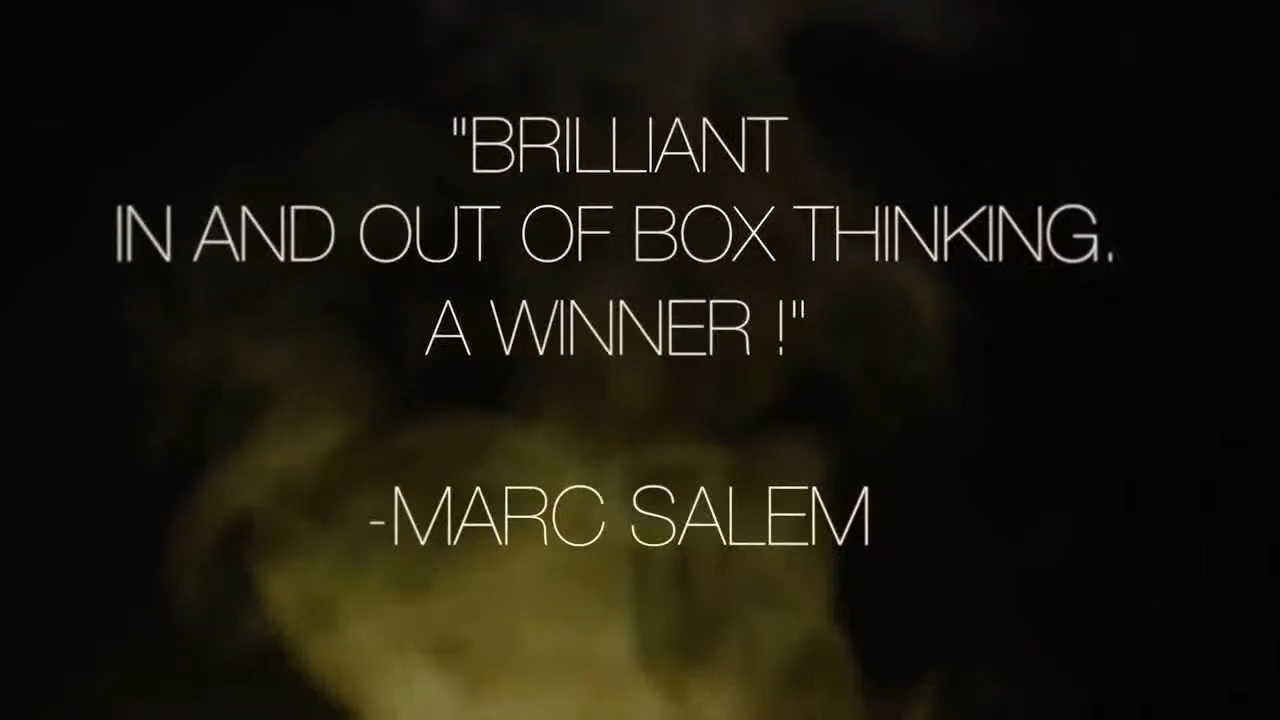 "BRILLIANT
IN AND OUT OF BOX THINKING.
A WINNER !"
-MARC SALEM